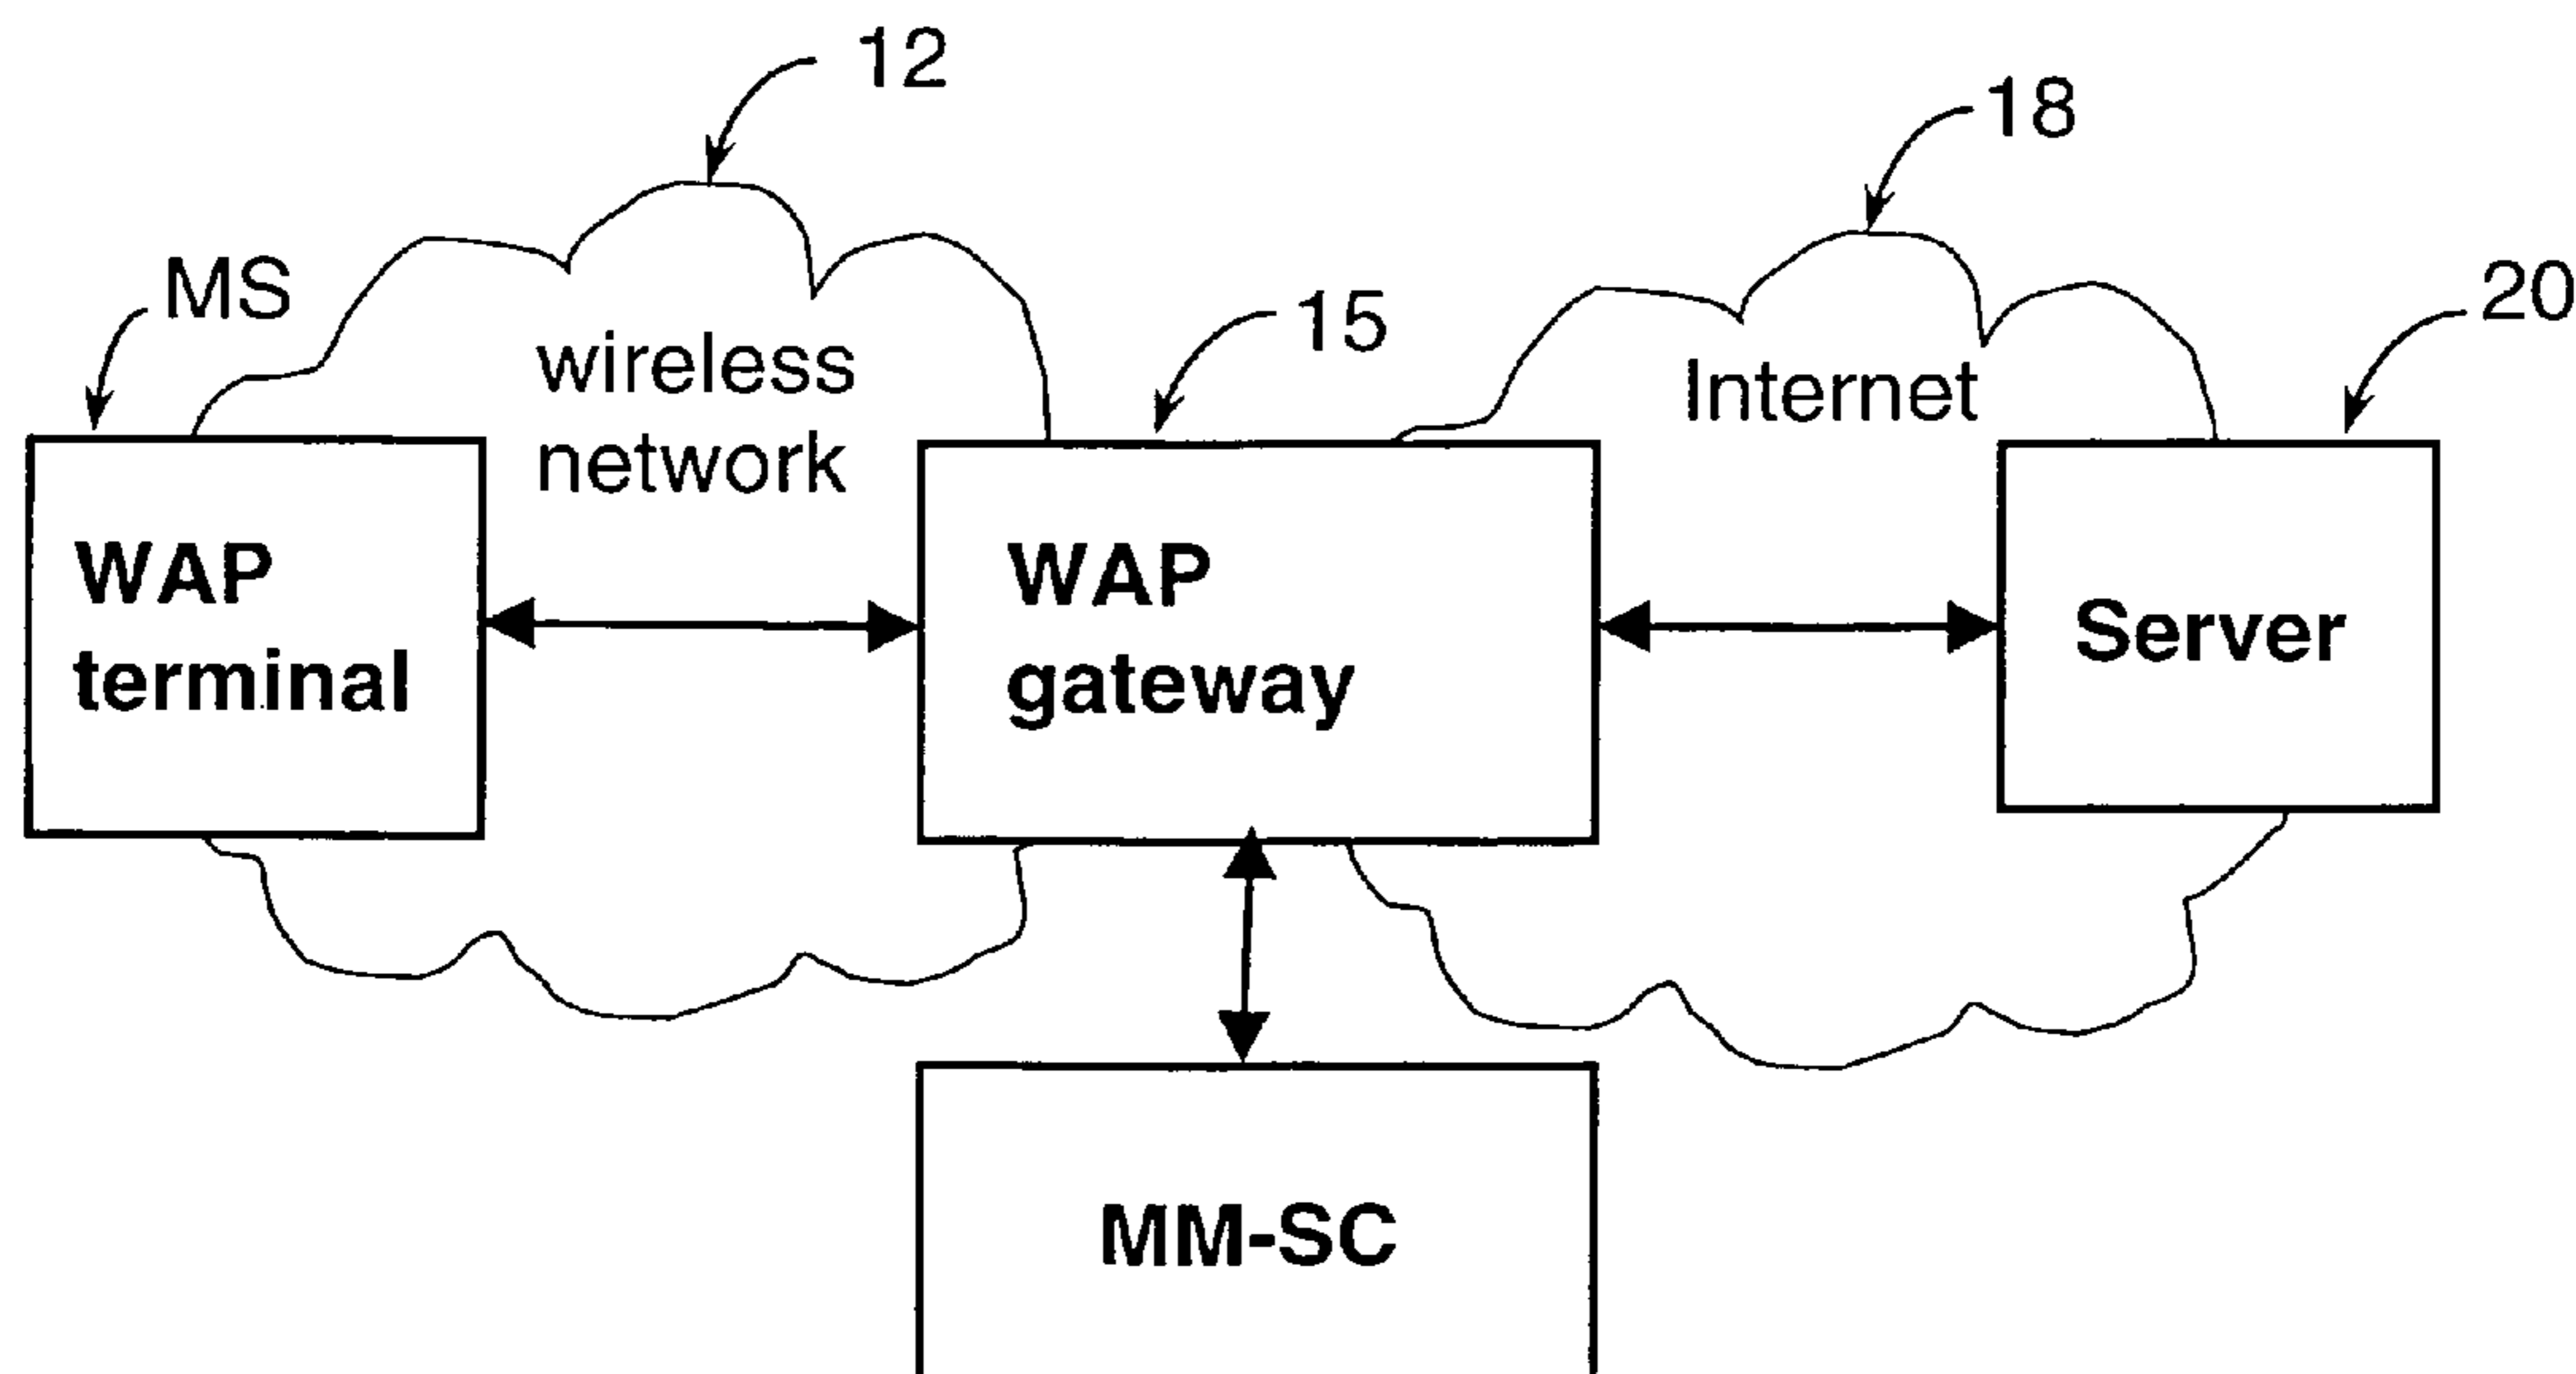 12
18
MS
20
15
wireless
network
Internet
WAP
terminal
WAP
gateway
Server
MM-SC